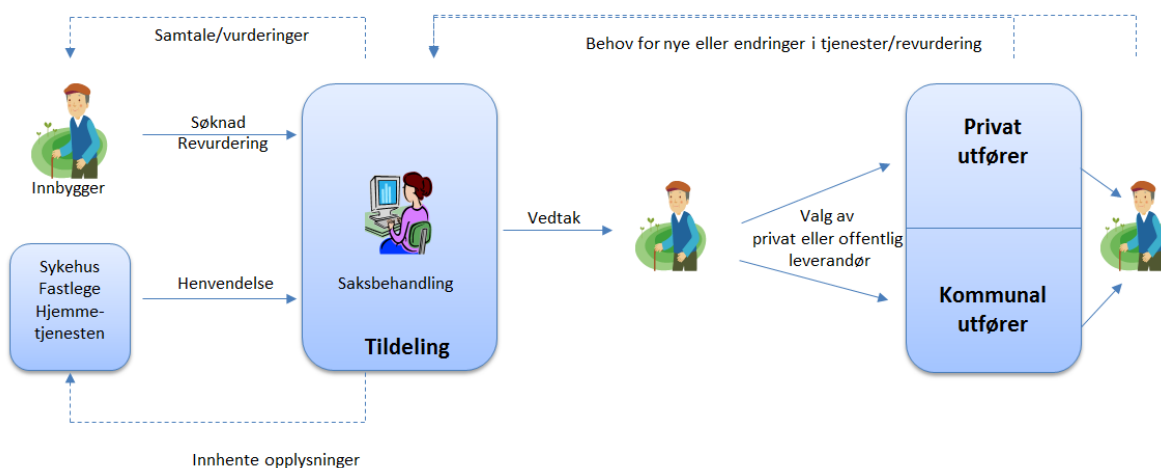 Samtale/vurderinger
Behov for nye eller endringer i tjenester/revurdering
Søknad
Revurdering
Innbygger
Sykehus
Fastlege
Hjemme-
tjenesten
Henvendelse
Saksbehandling
Tildeling
Vedtak
Valg av
privat eller offentlig
leverandør
Privat
utfører
Kommunal
utfører
Innhente opplysninger